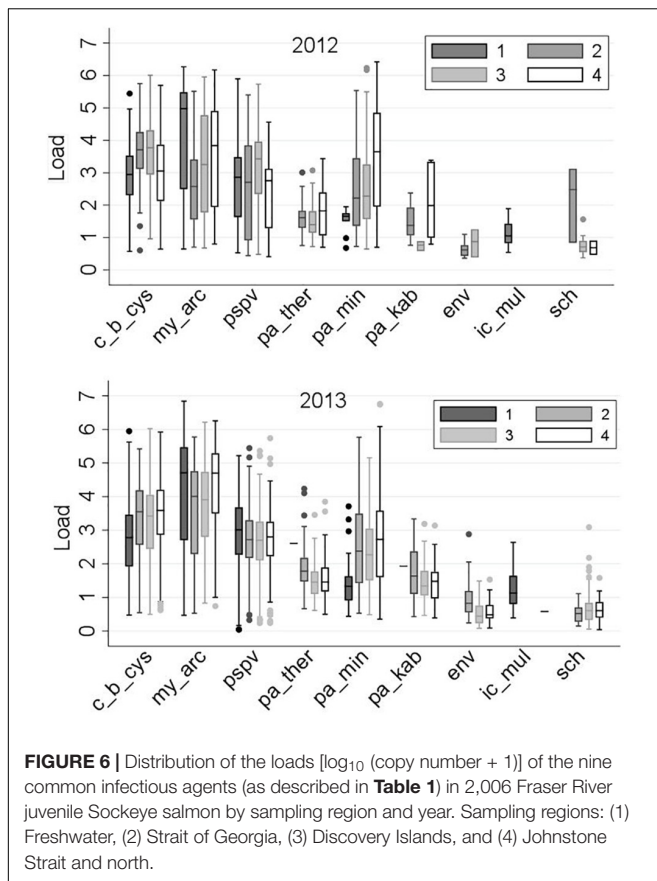 2012
1 2
3 4
Load
7
6
5
4
3
2
1
0
c_b_cys my_arc pspv pa_ther pa_min pa_kab env ic_mul sch
2013
1 2
3 4
Load
7
6
5
4
3
2
1
0
c_b_cys my_arc pspv pa_ther pa_min pa_kab env ic_mul sch
FIGURE 6 | Distribution of the loads [log10 (copy number + 1)] of the nine
common infectious agents (as described in Table 1) in 2,006 Fraser River
juvenile Sockeye salmon by sampling region and year. Sampling regions: (1)
Freshwater, (2) Strait of Georgia, (3) Discovery Islands, and (4) Johnstone
Strait and north.